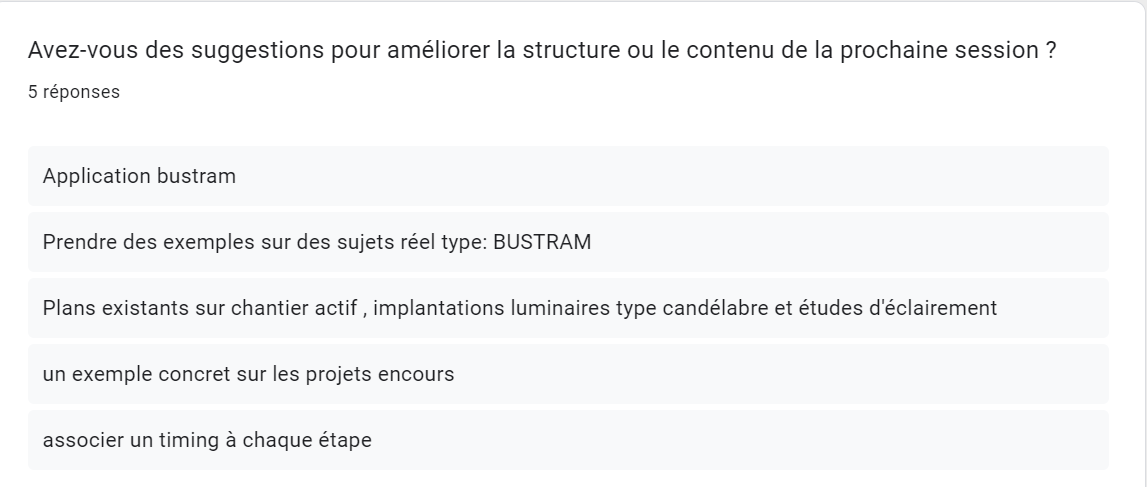 Avez-vous des suggestions pour améliorer la structure ou le contenu de la prochaine session ?
5 réponses
Application bustram
Prendre des exemples sur des sujets réel type: BUSTRAM
Plans existants sur chantier actif , implantations luminaires type candélabre et études d'éclairement
un exemple concret sur les projets encours
associer un timing à chaque étape